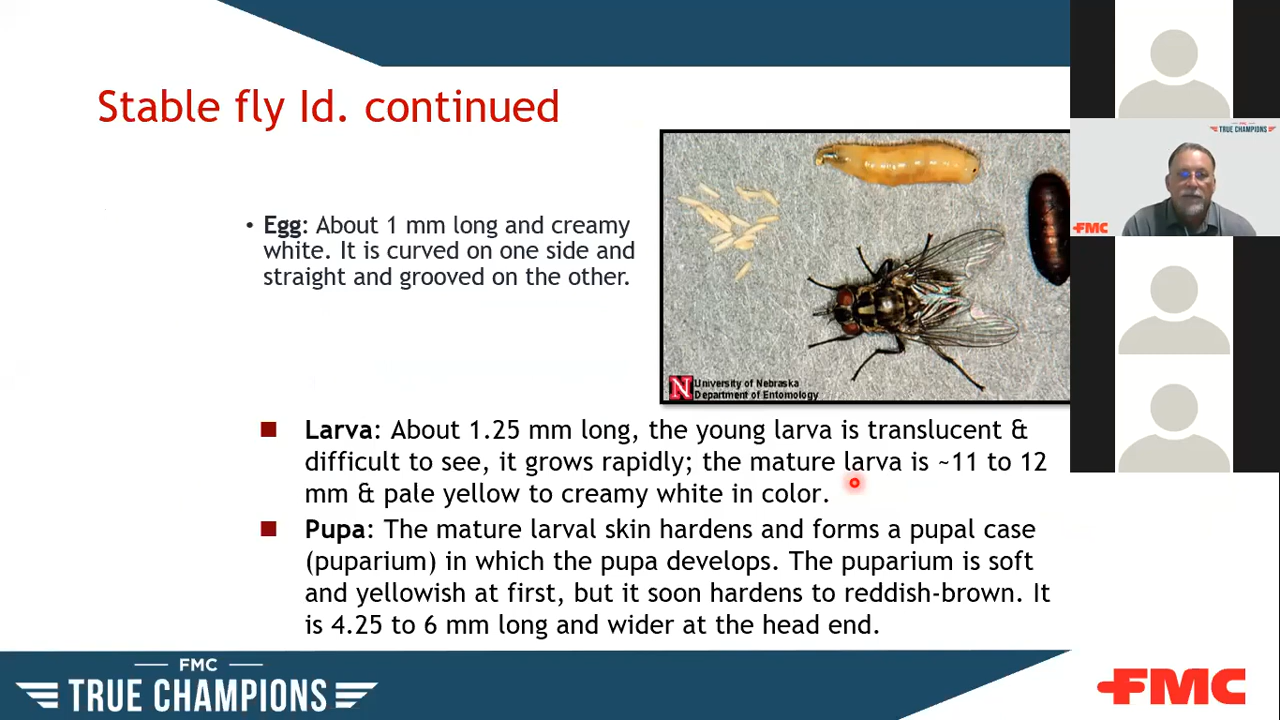 Stable fly Id. continued
• Egg: About 1 mm long and creamy
white. It is curved on one side and
straight and grooved on the other.
N University of Nebraska
Department of Entomology
TRUE CHAMPIONS
FMC
■ Larva: About 1.25 mm long, the young larva is translucent &
difficult to see, it grows rapidly; the mature larva is ~11 to 12
mm & pale yellow to creamy white in color.
■ Pupa: The mature larval skin hardens and forms a pupal case
(puparium) in which the pupa develops. The puparium is soft
and yellowish at first, but it soon hardens to reddish-brown. It
is 4.25 to 6 mm long and wider at the head end.
FMC
TRUE CHAMPIONS
FMC